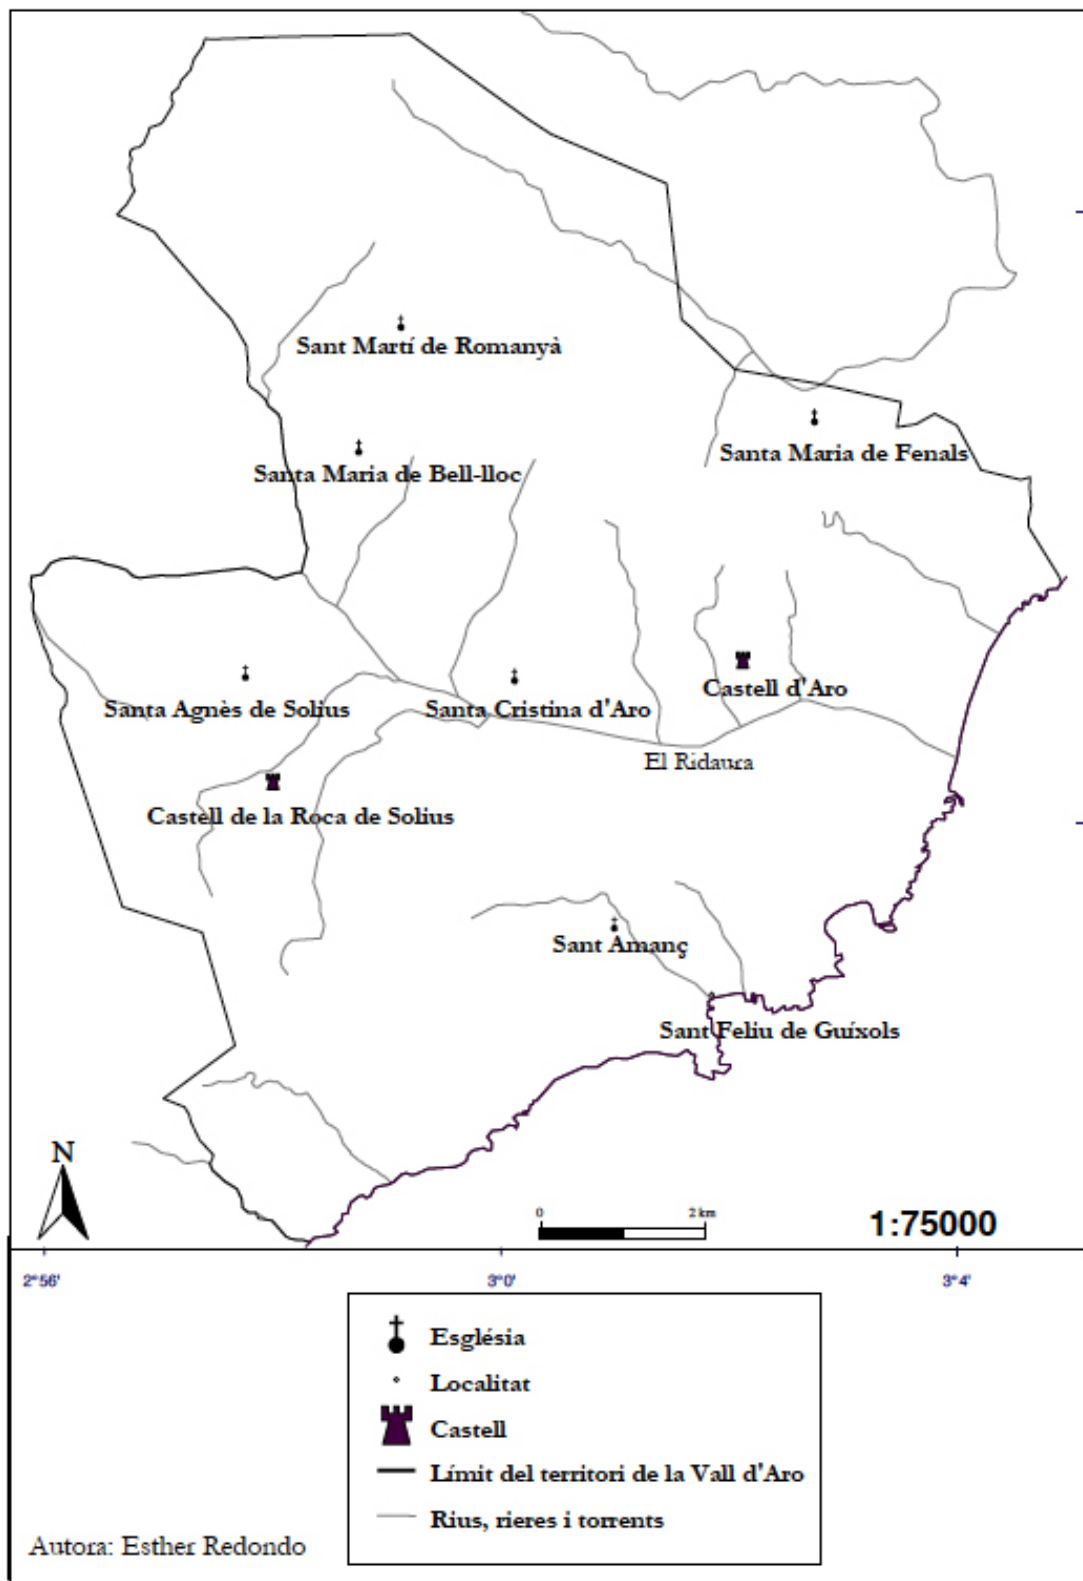 Sant Martí de Romanyà
Santa Maria de Fenals
Santa Maria de Bell-lloc
Castell d'Aro
Santa Agnès de Solius
Santa Cristina d'Aro
El Ridaura
Castell de la Roca de Solius
Sant Amanç
Sant Feliu de Guíxols
N
0
2 km
1:75000
2°56'
3°0'
3°4'
Església
Localitat
Castell
Límit del territori de la Vall d'Aro
Rius, rieres i torrents
Autora: Esther Redondo